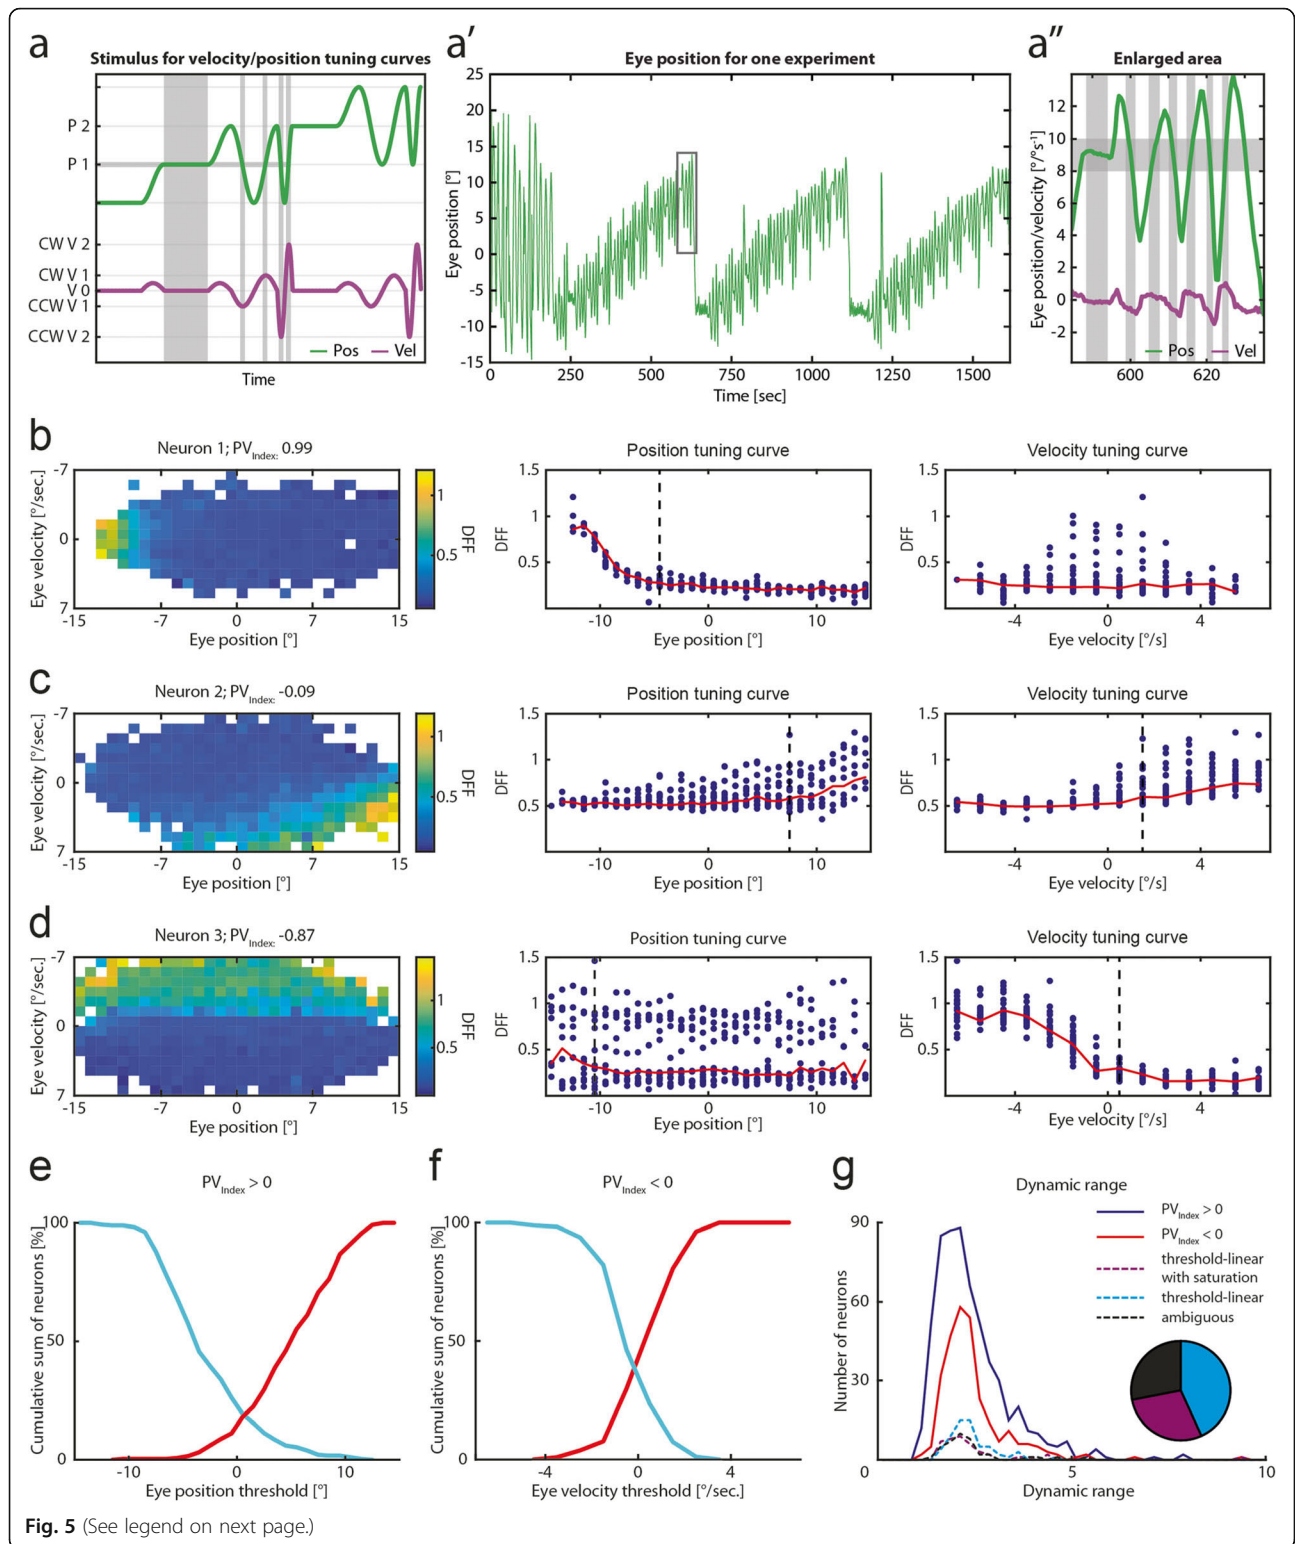 a
Stimulus for velocity/position tuning curves
P 2
P 1
CW V 2
CW V 1
V 0
CCW V 1
CCW V 2
Pos
Vel
Time
a'
Eye position for one experiment
Eye position [°]
25
20
15
10
5
0
-5
-10
-15
0
250
500
750
1000
1250
1500
Time [sec]
a''
Enlarged area
Eye position/velocity [°/°s⁻¹]
12
10
8
6
4
2
0
-2
Pos
Vel
600
620
b
Neuron 1; PVIndex: 0.99
Eye velocity [°/sec.]
-7
0
7
-15
-7
0
7
15
Eye position [°]
1
0.5
DFF
Position tuning curve
DFF
1.5
1
0.5
-10
0
10
Eye position [°]
Velocity tuning curve
DFF
1.5
1
0.5
-4
0
4
Eye velocity [°/s]
c
Neuron 2; PVIndex: -0.09
Eye velocity [°/sec.]
-7
0
7
-15
-7
0
7
15
Eye position [°]
1
0.5
DFF
Position tuning curve
DFF
1.5
1
0.5
-10
0
10
Eye position [°]
Velocity tuning curve
DFF
1.5
1
0.5
-4
0
4
Eye velocity [°/s]
d
Neuron 3; PVIndex: -0.87
Eye velocity [°/sec.]
-7
0
7
-15
-7
0
7
15
Eye position [°]
1
0.5
DFF
Position tuning curve
DFF
1.5
1
0.5
-10
0
10
Eye position [°]
Velocity tuning curve
DFF
1.5
1
0.5
-4
0
4
Eye velocity [°/s]
e
PVIndex > 0
Cumulative sum of neurons [%]
100
50
0
-10
0
10
Eye position threshold [°]
f
PVIndex < 0
Cumulative sum of neurons [%]
100
50
0
-4
0
4
Eye velocity threshold [°/sec.]
g
Dynamic range
Number of neurons
90
60
30
0
0
5
10
Dynamic range
PVIndex > 0
PVIndex < 0
threshold-linear
with saturation
threshold-linear
ambiguous
Fig. 5 (See legend on next page.)